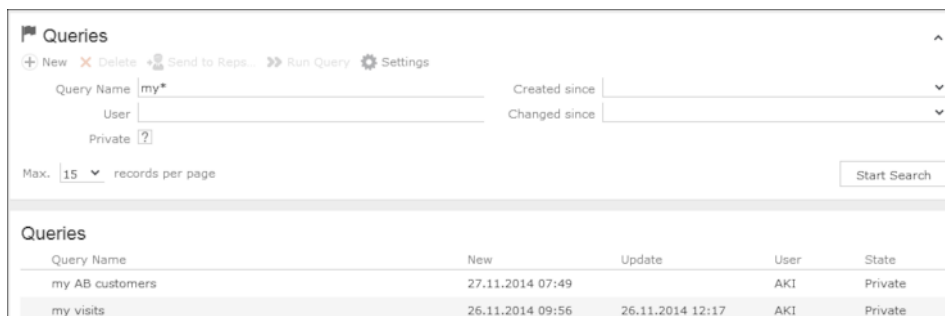 Queries
New Delete Send to Reps... Run Query Settings
Query Name my* Created since
User Changed since
Private ?
Max. 15 records per page Start Search
Queries
Query Name New Update User State
my AB customers 27.11.2014 07:49 AKI Private
my visits 26.11.2014 09:56 26.11.2014 12:17 AKI Private